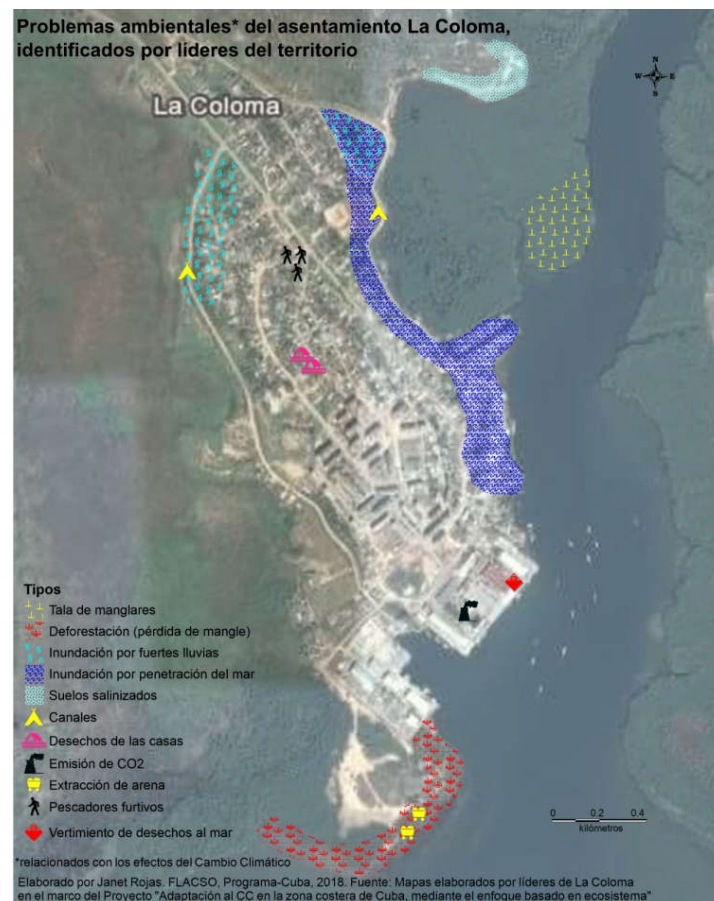 Problemas ambientales* del asentamiento La Coloma,
identificados por líderes del territorio
N
W E
S
La Coloma
Tipos
Tala de manglares
Deforestación (pérdida de mangle)
Inundación por fuertes lluvias
Inundación por penetración del mar
Suelos salinizados
Canales
Desechos de las casas
Emisión de CO2
Extracción de arena
Pescadores furtivos
Vertimiento de desechos al mar
0 0.2 0.4
kilómetros
*relacionados con los efectos del Cambio Climático
Elaborado por Janet Rojas. FLACSO, Programa-Cuba, 2018. Fuente: Mapas elaborados por líderes de La Coloma
en el marco del Proyecto "Adaptación al CC en la zona costera de Cuba, mediante el enfoque basado en ecosistema"